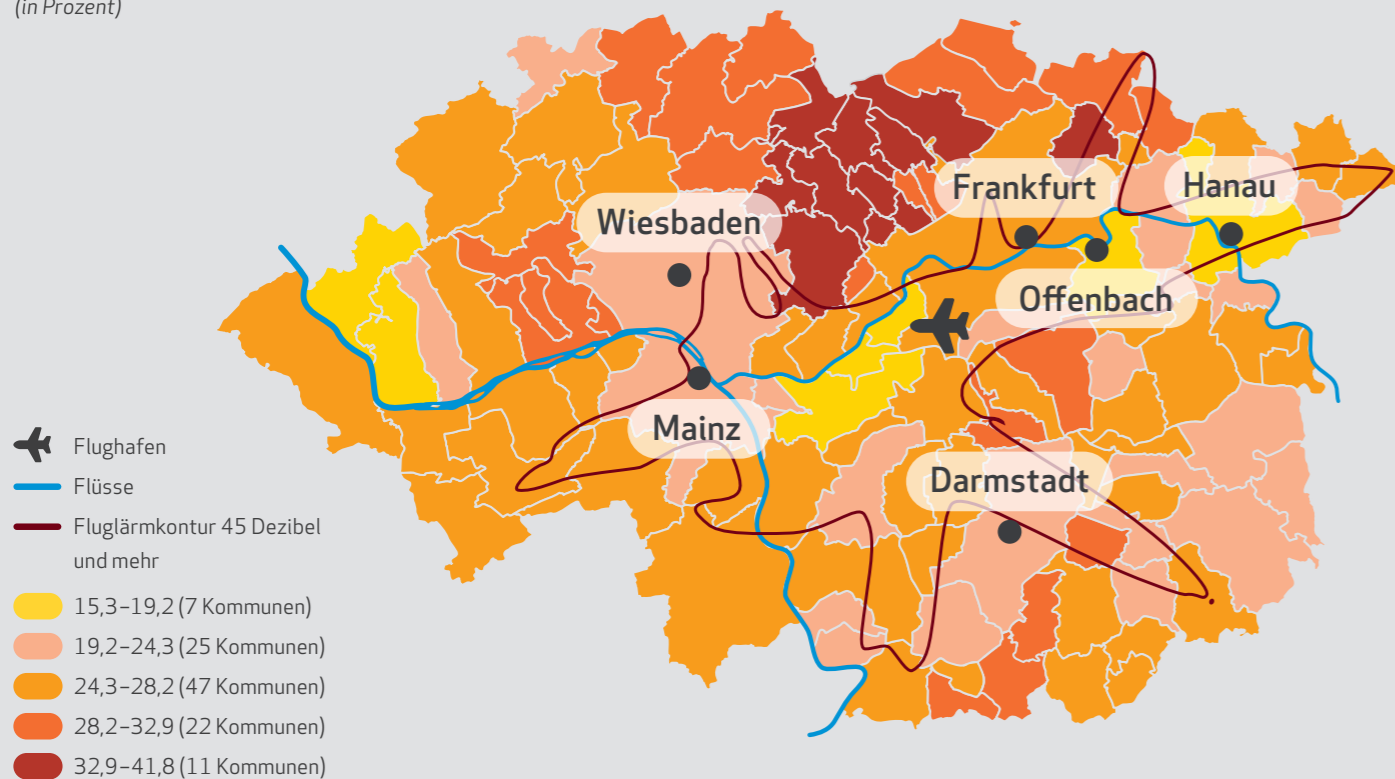 (in Prozent)
Frankfurt
Hanau
Wiesbaden
Offenbach
Mainz
Darmstadt
Flughafen
Flüsse
Fluglärmkontur 45 Dezibel
und mehr
15,3–19,2 (7 Kommunen)
19,2–24,3 (25 Kommunen)
24,3–28,2 (47 Kommunen)
28,2–32,9 (22 Kommunen)
32,9–41,8 (11 Kommunen)